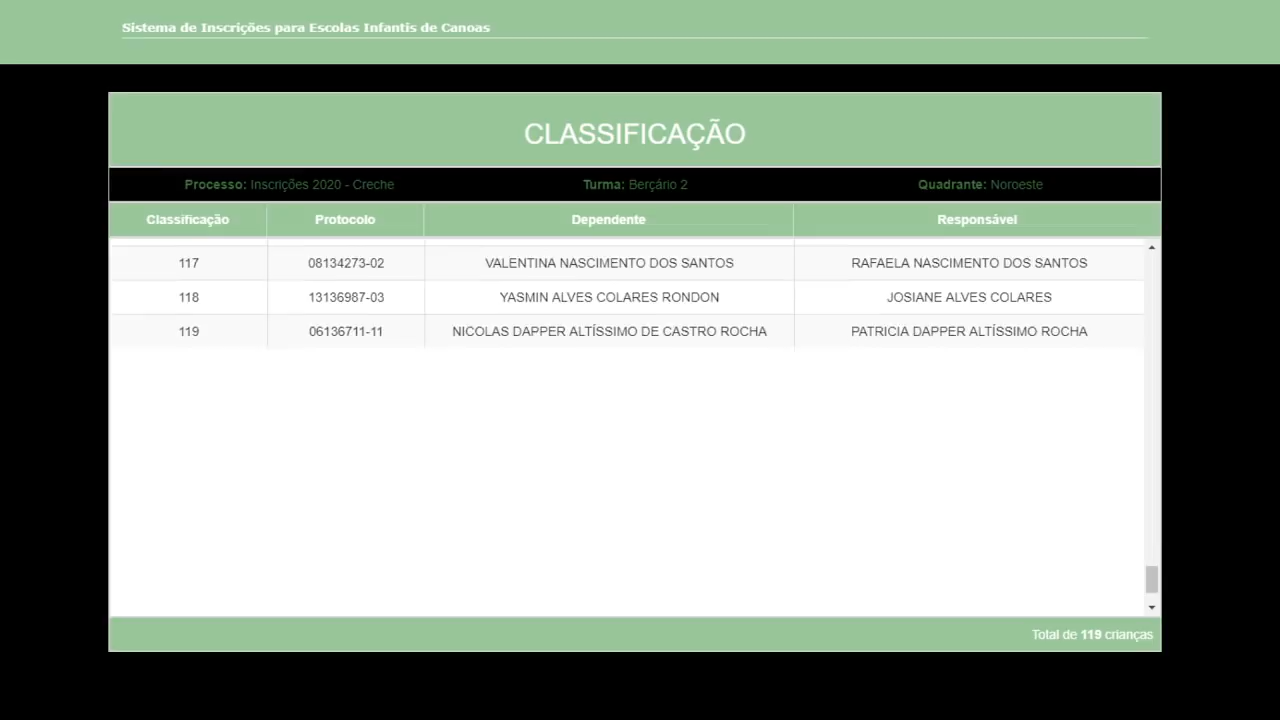 Sistema de Inscrições para Escolas Infantis de Canoas
CLASSIFICAÇÃO
Processo: Inscrições 2020 - Creche Turma: Berçário 2 Quadrante: Noroeste
Classificação Protocolo Dependente Responsável
117 08134273-02 VALENTINA NASCIMENTO DOS SANTOS RAFAELA NASCIMENTO DOS SANTOS
118 13136987-03 YASMIN ALVES COLARES RONDON JOSIANE ALVES COLARES
119 06136711-11 NICOLAS DAPPER ALTÍSSIMO DE CASTRO ROCHA PATRICIA DAPPER ALTÍSSIMO ROCHA
Total de 119 crianças